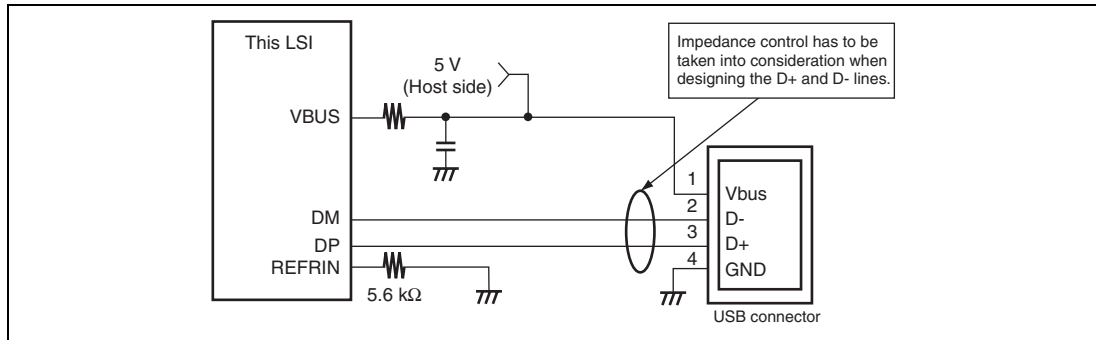 This LSI
Impedance control has to be
taken into consideration when
designing the D+ and D- lines.
5 V
(Host side)
VBUS
1
Vbus
2
DM
D-
3
DP
D+
4
REFRIN
GND
5.6 kΩ
USB connector